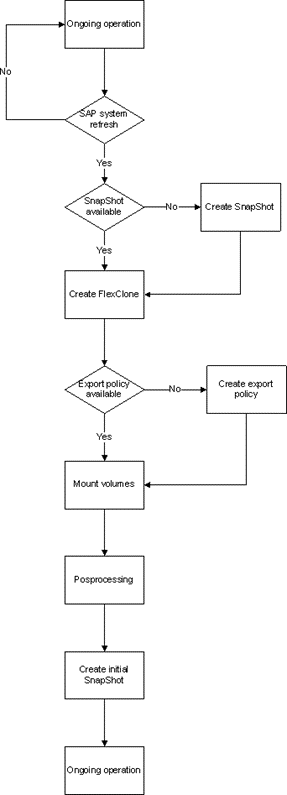 Ongoing operation
No
SAP system
refresh
Yes
SnapShot
available
No
Create SnapShot
Yes
Create FlexClone
Export policy
available
No
Create export
policy
Yes
Mount volumes
Posprocessing
Create initial
SnapShot
Ongoing operation